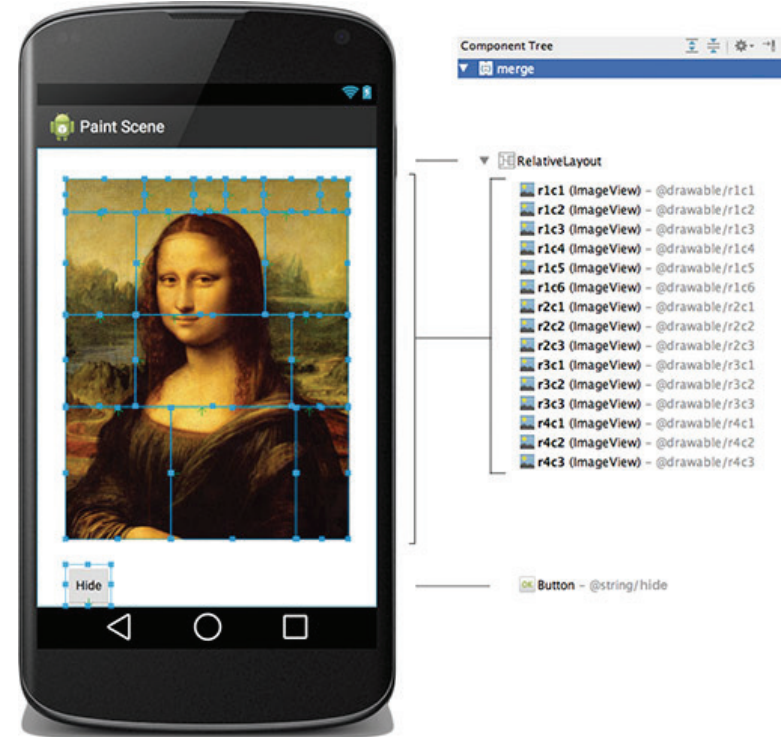 Component Tree
merge
Paint Scene
RelativeLayout
r1c1 (ImageView) – @drawable/r1c1
r1c2 (ImageView) – @drawable/r1c2
r1c3 (ImageView) – @drawable/r1c3
r1c4 (ImageView) – @drawable/r1c4
r1c5 (ImageView) – @drawable/r1c5
r1c6 (ImageView) – @drawable/r1c6
r2c1 (ImageView) – @drawable/r2c1
r2c2 (ImageView) – @drawable/r2c2
r2c3 (ImageView) – @drawable/r2c3
r3c1 (ImageView) – @drawable/r3c1
r3c2 (ImageView) – @drawable/r3c2
r3c3 (ImageView) – @drawable/r3c3
r4c1 (ImageView) – @drawable/r4c1
r4c2 (ImageView) – @drawable/r4c2
r4c3 (ImageView) – @drawable/r4c3
Hide
OK Button – @string/hide